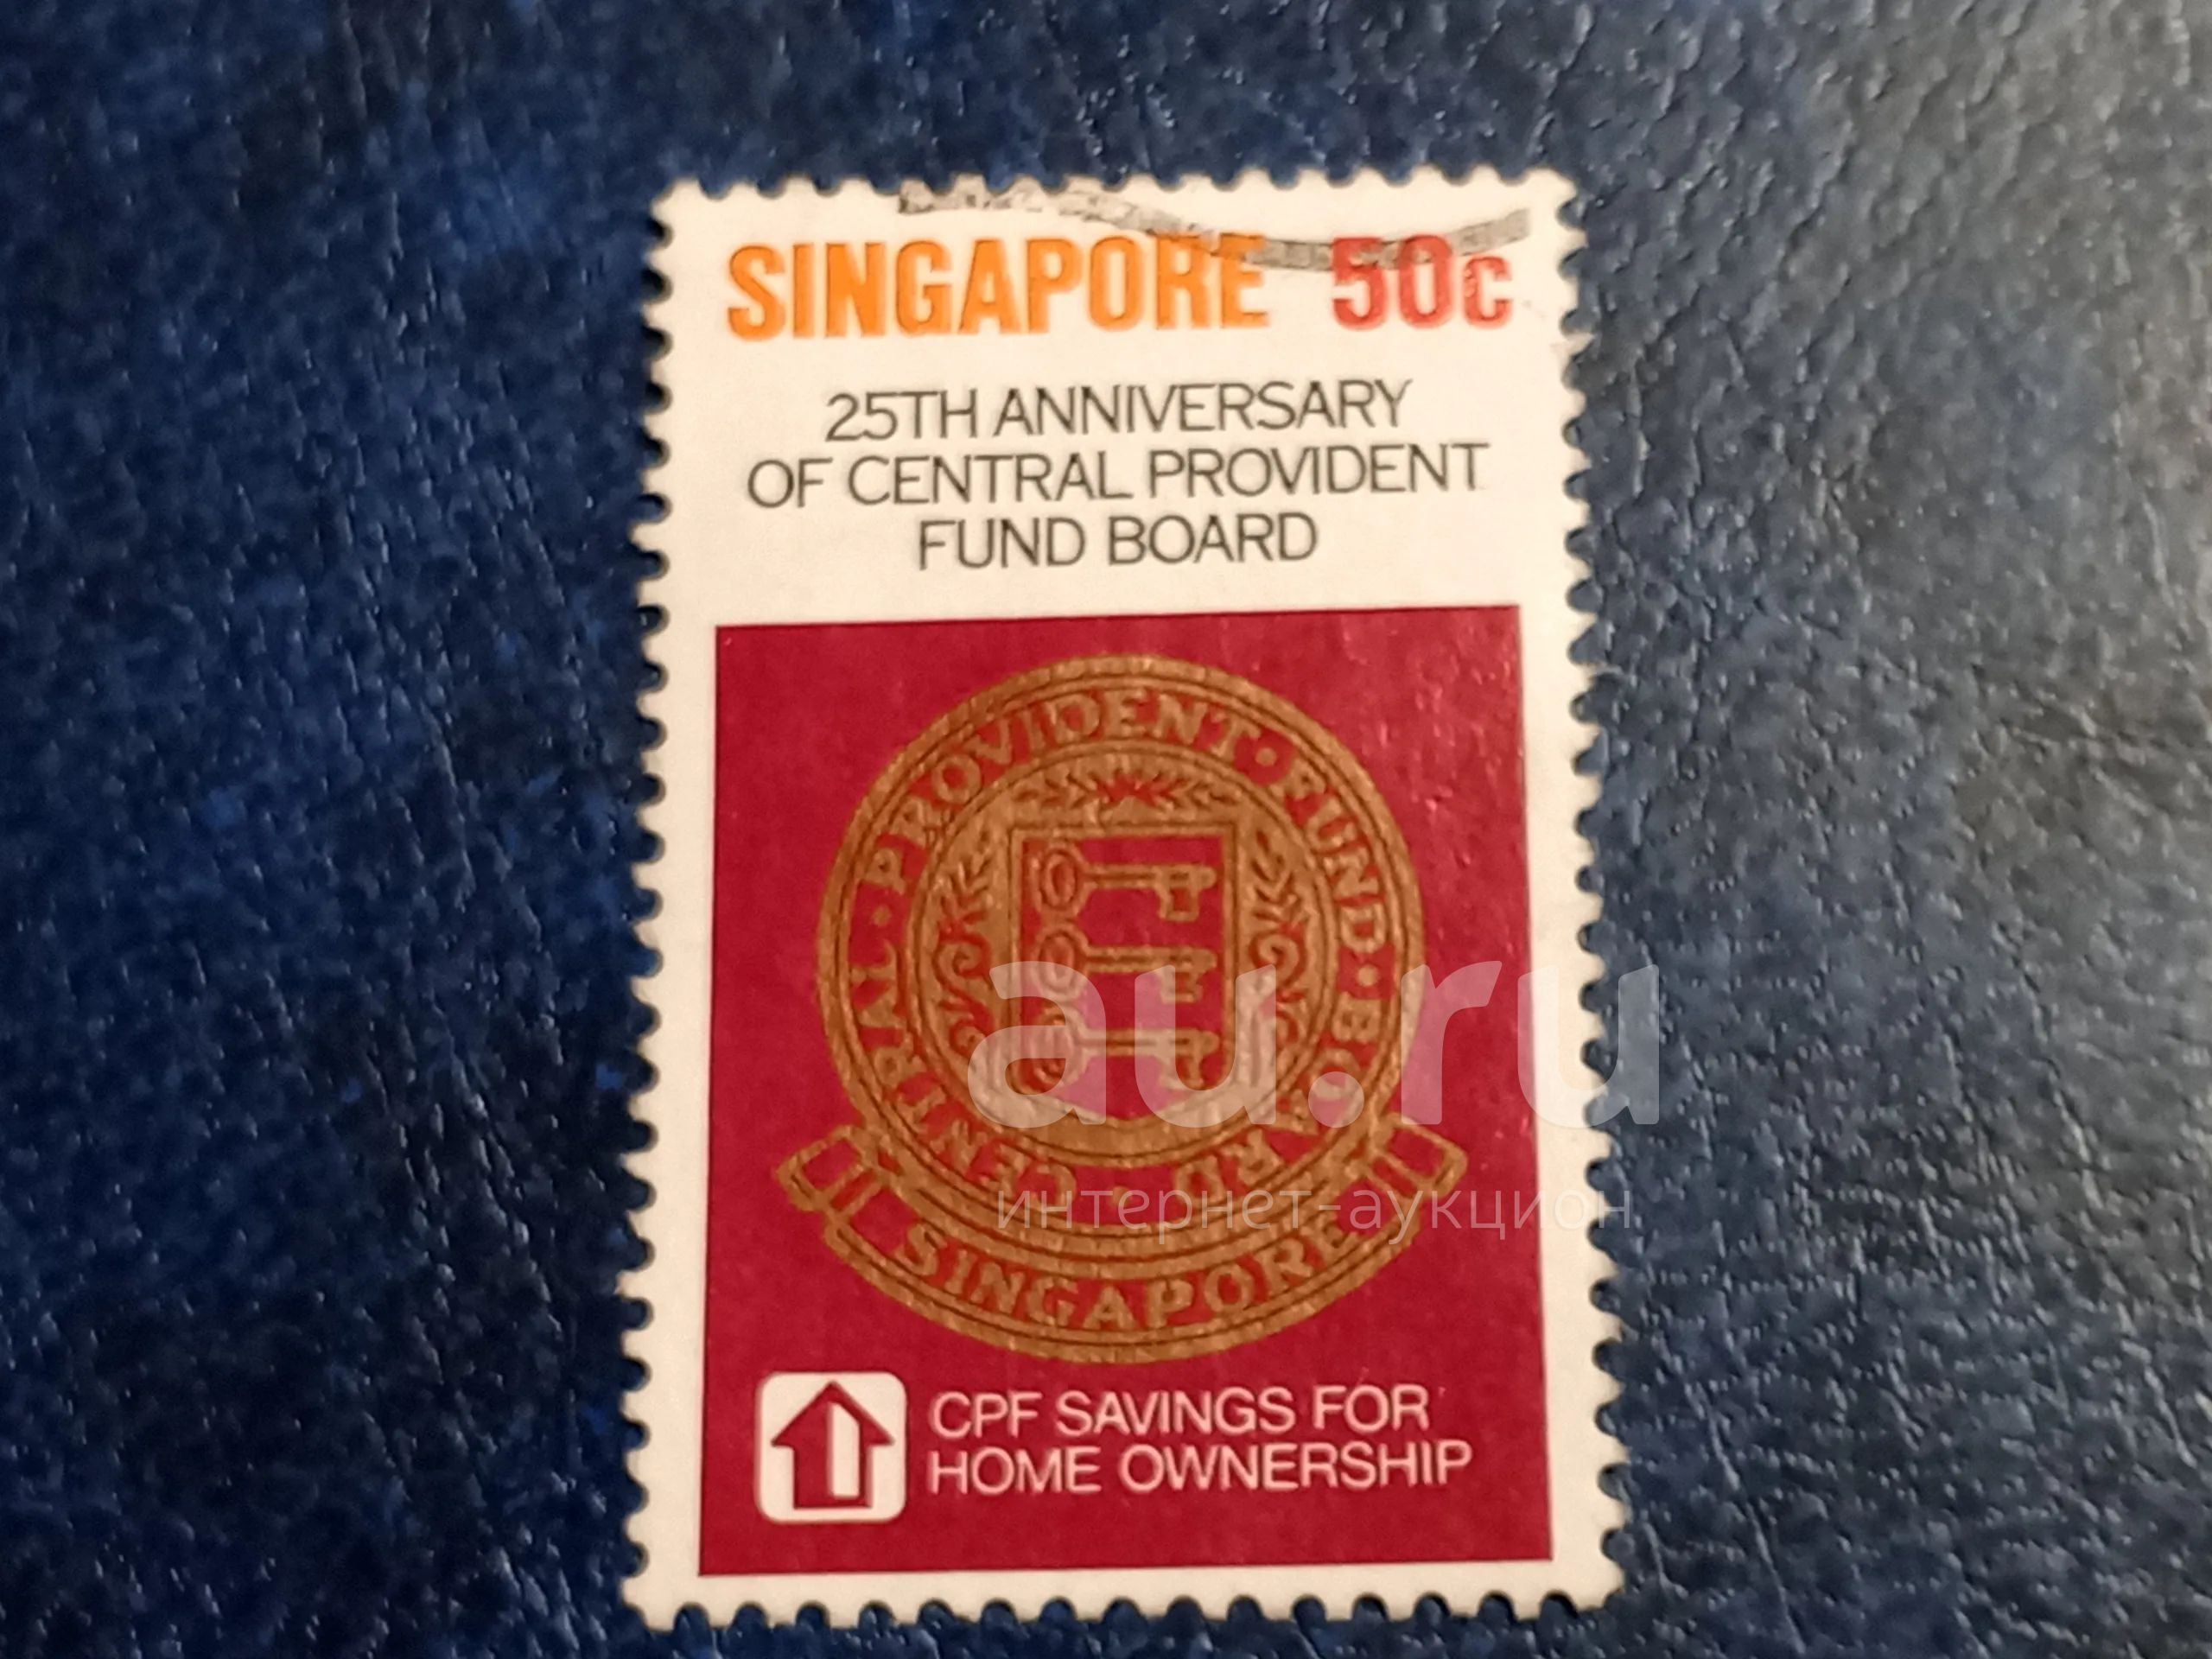 SINGAPORE 50c
25TH ANNIVERSARY
OF CENTRAL PROVIDENT
FUND BOARD
CENTRAL · PROVIDENT · FUND · BOARD
SINGAPORE
CPF SAVINGS FOR
HOME OWNERSHIP
au.ru
интернет-аукцион